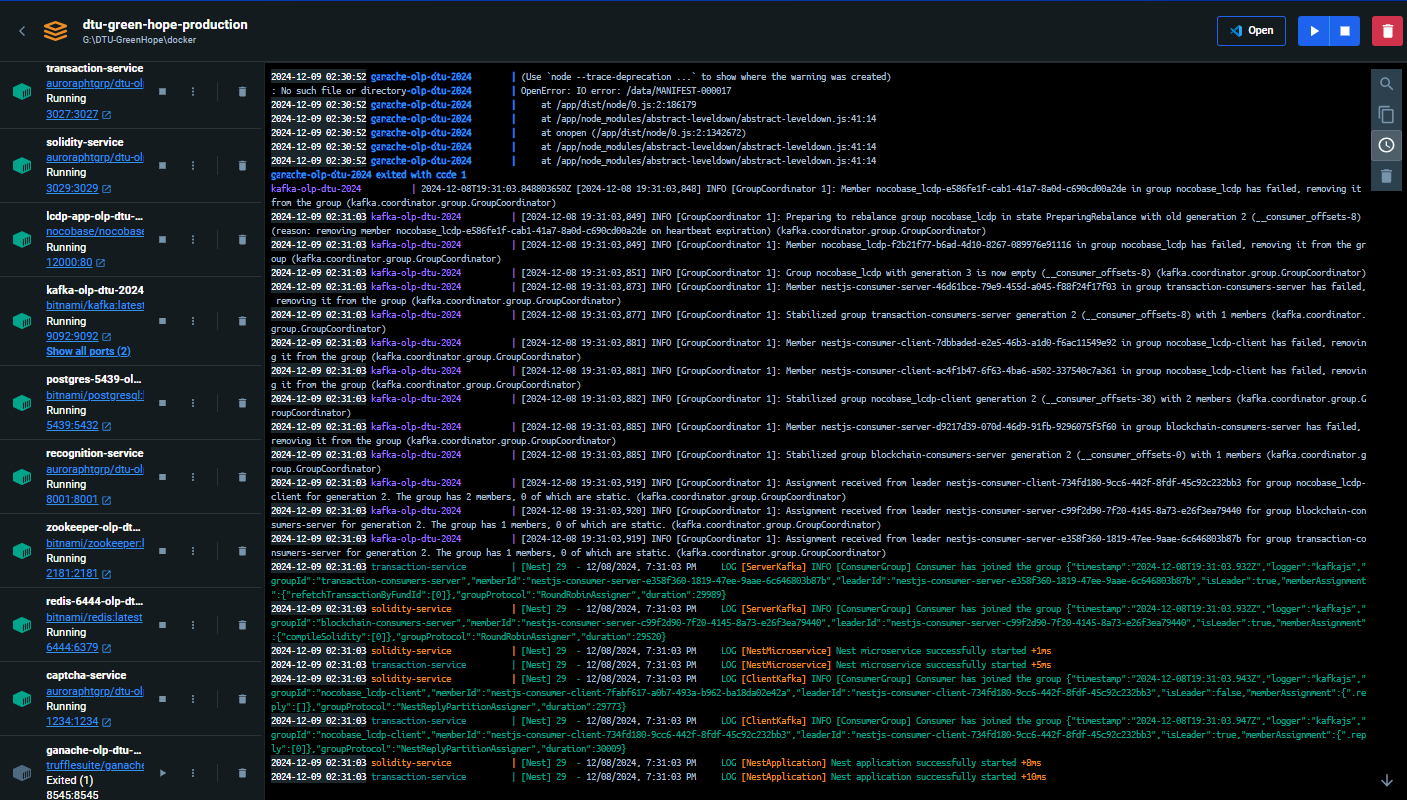 dtu-green-hope-production
G:\DTU-GreenHope\docker
Open
transaction-service
auroraphtgrp/dtu-ol
Running
3027:3027
solidity-service
auroraphtgrp/dtu-ol
Running
3029:3029
lcdp-app-olp-dtu-...
nocobase/nocobase
Running
12000:80
kafka-olp-dtu-2024
bitnami/kafka:latest
Running
9092:9092
Show all ports (2)
postgres-5439-ol...
bitnami/postgresql:
Running
5439:5432
recognition-service
auroraphtgrp/dtu-ol
Running
8001:8001
zookeeper-olp-dt...
bitnami/zookeeper:l
Running
2181:2181
redis-6444-olp-dt...
bitnami/redis:latest
Running
6444:6379
captcha-service
auroraphtgrp/dtu-ol
Running
1234:1234
ganache-olp-dtu-...
trufflesuite/ganache
Exited (1)
8545:8545
2024-12-09 02:30:52 ganache-olp-dtu-2024 | (Use `node --trace-deprecation ...` to show where the warning was created)
: No such file or directory-olp-dtu-2024 | OpenError: IO error: /data/MANIFEST-000017
2024-12-09 02:30:52 ganache-olp-dtu-2024 | at /app/dist/node/0.js:2:186179
2024-12-09 02:30:52 ganache-olp-dtu-2024 | at /app/node_modules/abstract-leveldown/abstract-leveldown.js:41:14
2024-12-09 02:30:52 ganache-olp-dtu-2024 | at onopen (/app/dist/node/0.js:2:1342672)
2024-12-09 02:30:52 ganache-olp-dtu-2024 | at /app/node_modules/abstract-leveldown/abstract-leveldown.js:41:14
2024-12-09 02:30:52 ganache-olp-dtu-2024 | at /app/node_modules/abstract-leveldown/abstract-leveldown.js:41:14
ganache-olp-dtu-2024 exited with code 1
kafka-olp-dtu-2024 | 2024-12-08T19:31:03.848803650Z [2024-12-08 19:31:03,848] INFO [GroupCoordinator 1]: Member nocobase_lcdp-e586fe1f-cab1-41a7-8a0d-c690cd00a2de in group nocobase_lcdp has failed, removing it
from the group (kafka.coordinator.group.GroupCoordinator)
2024-12-09 02:31:03 kafka-olp-dtu-2024 | [2024-12-08 19:31:03,849] INFO [GroupCoordinator 1]: Preparing to rebalance group nocobase_lcdp in state PreparingRebalance with old generation 2 (__consumer_offsets-8)
(reason: removing member nocobase_lcdp-e586fe1f-cab1-41a7-8a0d-c690cd00a2de on heartbeat expiration) (kafka.coordinator.group.GroupCoordinator)
2024-12-09 02:31:03 kafka-olp-dtu-2024 | [2024-12-08 19:31:03,849] INFO [GroupCoordinator 1]: Member nocobase_lcdp-f2b21f77-b6ad-4d10-8267-089976e91116 in group nocobase_lcdp has failed, removing it from the gr
oup (kafka.coordinator.group.GroupCoordinator)
2024-12-09 02:31:03 kafka-olp-dtu-2024 | [2024-12-08 19:31:03,851] INFO [GroupCoordinator 1]: Group nocobase_lcdp with generation 3 is now empty (__consumer_offsets-8) (kafka.coordinator.group.GroupCoordinator)
2024-12-09 02:31:03 kafka-olp-dtu-2024 | [2024-12-08 19:31:03,873] INFO [GroupCoordinator 1]: Member nestjs-consumer-server-46d61bce-79e9-455d-a045-f88f24f17f03 in group transaction-consumers-server has failed,
removing it from the group (kafka.coordinator.group.GroupCoordinator)
2024-12-09 02:31:03 kafka-olp-dtu-2024 | [2024-12-08 19:31:03,877] INFO [GroupCoordinator 1]: Stabilized group transaction-consumers-server generation 2 (__consumer_offsets-8) with 1 members (kafka.coordinator.
group.GroupCoordinator)
2024-12-09 02:31:03 kafka-olp-dtu-2024 | [2024-12-08 19:31:03,881] INFO [GroupCoordinator 1]: Member nestjs-consumer-client-7dbbaded-e2e5-46b3-a1d0-f6ac11549e92 in group nocobase_lcdp-client has failed, removin
g it from the group (kafka.coordinator.group.GroupCoordinator)
2024-12-09 02:31:03 kafka-olp-dtu-2024 | [2024-12-08 19:31:03,881] INFO [GroupCoordinator 1]: Member nestjs-consumer-client-ac4f1b47-6f63-4ba6-a502-337540c7a361 in group nocobase_lcdp-client has failed, removin
g it from the group (kafka.coordinator.group.GroupCoordinator)
2024-12-09 02:31:03 kafka-olp-dtu-2024 | [2024-12-08 19:31:03,882] INFO [GroupCoordinator 1]: Stabilized group nocobase_lcdp-client generation 2 (__consumer_offsets-38) with 2 members (kafka.coordinator.group.G
roupCoordinator)
2024-12-09 02:31:03 kafka-olp-dtu-2024 | [2024-12-08 19:31:03,885] INFO [GroupCoordinator 1]: Member nestjs-consumer-server-d9217d39-070d-46d9-91fb-9296075f5f60 in group blockchain-consumers-server has failed,
removing it from the group (kafka.coordinator.group.GroupCoordinator)
2024-12-09 02:31:03 kafka-olp-dtu-2024 | [2024-12-08 19:31:03,885] INFO [GroupCoordinator 1]: Stabilized group blockchain-consumers-server generation 2 (__consumer_offsets-0) with 1 members (kafka.coordinator.g
roup.GroupCoordinator)
2024-12-09 02:31:03 kafka-olp-dtu-2024 | [2024-12-08 19:31:03,919] INFO [GroupCoordinator 1]: Assignment received from leader nestjs-consumer-client-734fd180-9cc6-442f-8fdf-45c92c232bb3 for group nocobase_lcdp-
client for generation 2. The group has 2 members, 0 of which are static. (kafka.coordinator.group.GroupCoordinator)
2024-12-09 02:31:03 kafka-olp-dtu-2024 | [2024-12-08 19:31:03,920] INFO [GroupCoordinator 1]: Assignment received from leader nestjs-consumer-server-c99f2d90-7f20-4145-8a73-e26f3ea79440 for group blockchain-con
sumers-server for generation 2. The group has 1 members, 0 of which are static. (kafka.coordinator.group.GroupCoordinator)
2024-12-09 02:31:03 kafka-olp-dtu-2024 | [2024-12-08 19:31:03,919] INFO [GroupCoordinator 1]: Assignment received from leader nestjs-consumer-server-e358f360-1819-47ee-9aae-6c646803b87b for group transaction-co
nsumers-server for generation 2. The group has 1 members, 0 of which are static. (kafka.coordinator.group.GroupCoordinator)
2024-12-09 02:31:03 transaction-service | [Nest] 29 - 12/08/2024, 7:31:03 PM LOG [ServerKafka] INFO [ConsumerGroup] Consumer has joined the group {"timestamp":"2024-12-08T19:31:03.932Z","logger":"kafkajs","
groupId":"transaction-consumers-server","memberId":"nestjs-consumer-server-e358f360-1819-47ee-9aae-6c646803b87b","leaderId":"nestjs-consumer-server-e358f360-1819-47ee-9aae-6c646803b87b","isLeader":true,"memberAssignment
":{"refetchTransactionByFundId":[0]},"groupProtocol":"RoundRobinAssigner","duration":29989}
2024-12-09 02:31:03 solidity-service | [Nest] 29 - 12/08/2024, 7:31:03 PM LOG [ServerKafka] INFO [ConsumerGroup] Consumer has joined the group {"timestamp":"2024-12-08T19:31:03.932Z","logger":"kafkajs","
groupId":"blockchain-consumers-server","memberId":"nestjs-consumer-server-c99f2d90-7f20-4145-8a73-e26f3ea79440","leaderId":"nestjs-consumer-server-c99f2d90-7f20-4145-8a73-e26f3ea79440","isLeader":true,"memberAssignment"
:{"compileSolidity":[0]},"groupProtocol":"RoundRobinAssigner","duration":29520}
2024-12-09 02:31:03 solidity-service | [Nest] 29 - 12/08/2024, 7:31:03 PM LOG [NestMicroservice] Nest microservice successfully started +1ms
2024-12-09 02:31:03 transaction-service | [Nest] 29 - 12/08/2024, 7:31:03 PM LOG [NestMicroservice] Nest microservice successfully started +5ms
2024-12-09 02:31:03 solidity-service | [Nest] 29 - 12/08/2024, 7:31:03 PM LOG [ClientKafka] INFO [ConsumerGroup] Consumer has joined the group {"timestamp":"2024-12-08T19:31:03.943Z","logger":"kafkajs","
groupId":"nocobase_lcdp-client","memberId":"nestjs-consumer-client-7fabf617-a0b7-493a-b962-ba18da02e42a","leaderId":"nestjs-consumer-client-734fd180-9cc6-442f-8fdf-45c92c232bb3","isLeader":false,"memberAssignment":{".r
eply":[]},"groupProtocol":"NestReplyPartitionAssigner","duration":29773}
2024-12-09 02:31:03 transaction-service | [Nest] 29 - 12/08/2024, 7:31:03 PM LOG [ClientKafka] INFO [ConsumerGroup] Consumer has joined the group {"timestamp":"2024-12-08T19:31:03.947Z","logger":"kafkajs","
groupId":"nocobase_lcdp-client","memberId":"nestjs-consumer-client-734fd180-9cc6-442f-8fdf-45c92c232bb3","leaderId":"nestjs-consumer-client-734fd180-9cc6-442f-8fdf-45c92c232bb3","isLeader":true,"memberAssignment":{".rep
ly":[0]},"groupProtocol":"NestReplyPartitionAssigner","duration":30009}
2024-12-09 02:31:03 solidity-service | [Nest] 29 - 12/08/2024, 7:31:03 PM LOG [NestApplication] Nest application successfully started +8ms
2024-12-09 02:31:03 transaction-service | [Nest] 29 - 12/08/2024, 7:31:03 PM LOG [NestApplication] Nest application successfully started +10ms